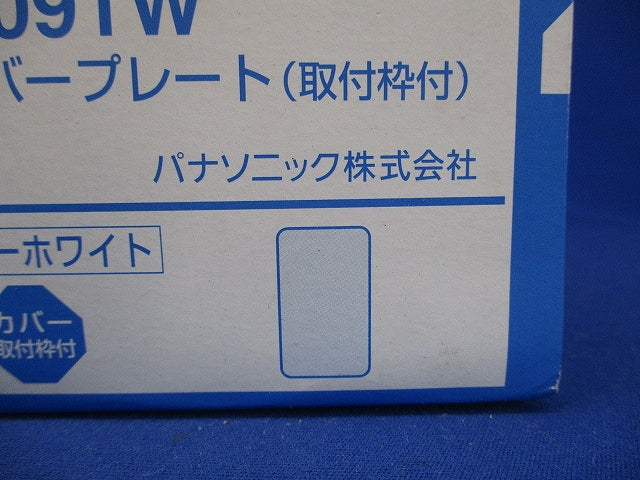 091W
バープレート(取付枠付)
パナソニック株式会社
ーホワイト
カバー
取付枠付